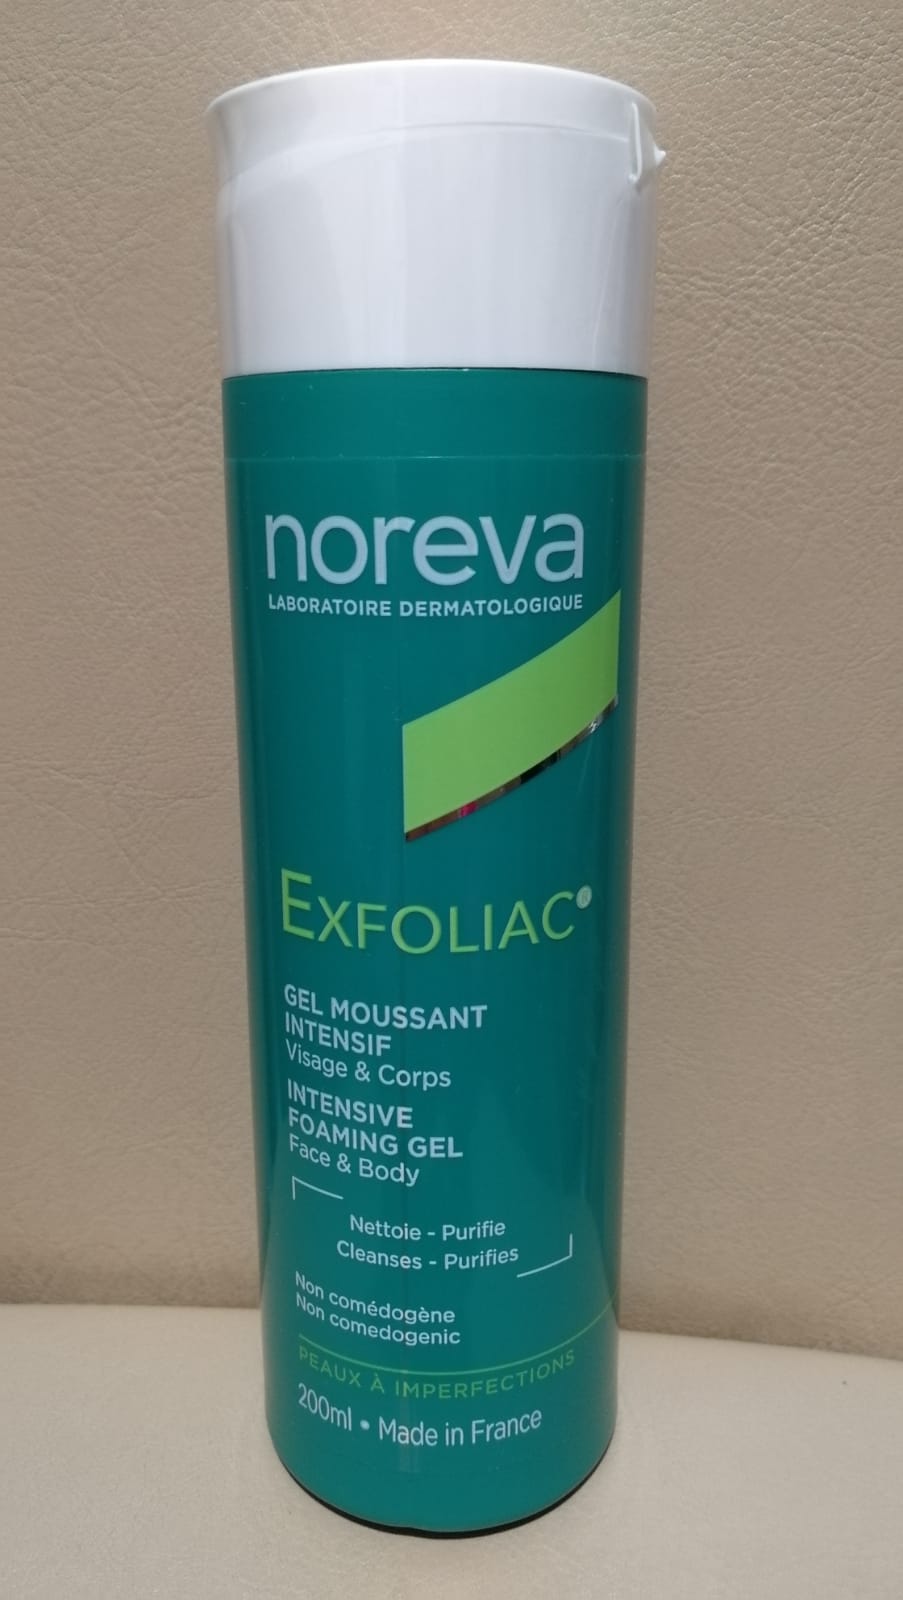 noreva
LABORATOIRE DERMATOLOGIQUE
EXFOLIAC®
GEL MOUSSANT
INTENSIF
Visage & Corps
INTENSIVE
FOAMING GEL
Face & Body
Nettoie - Purifie
Cleanses - Purifies
Non comédogène
Non comedogenic
PEAUX À IMPERFECTIONS
200ml • Made in France